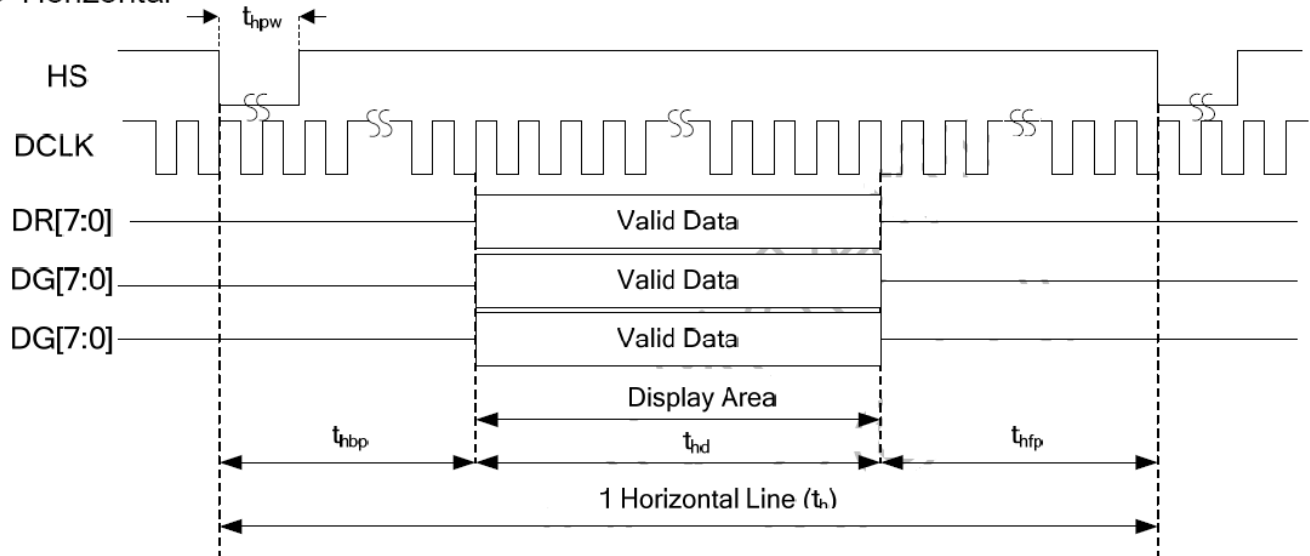 Horizontal
thpw
HS
DCLK
DR[7:0]
Valid Data
DG[7:0]
Valid Data
DG[7:0]
Valid Data
Display Area
thbp
thd
thfp
1 Horizontal Line (th)